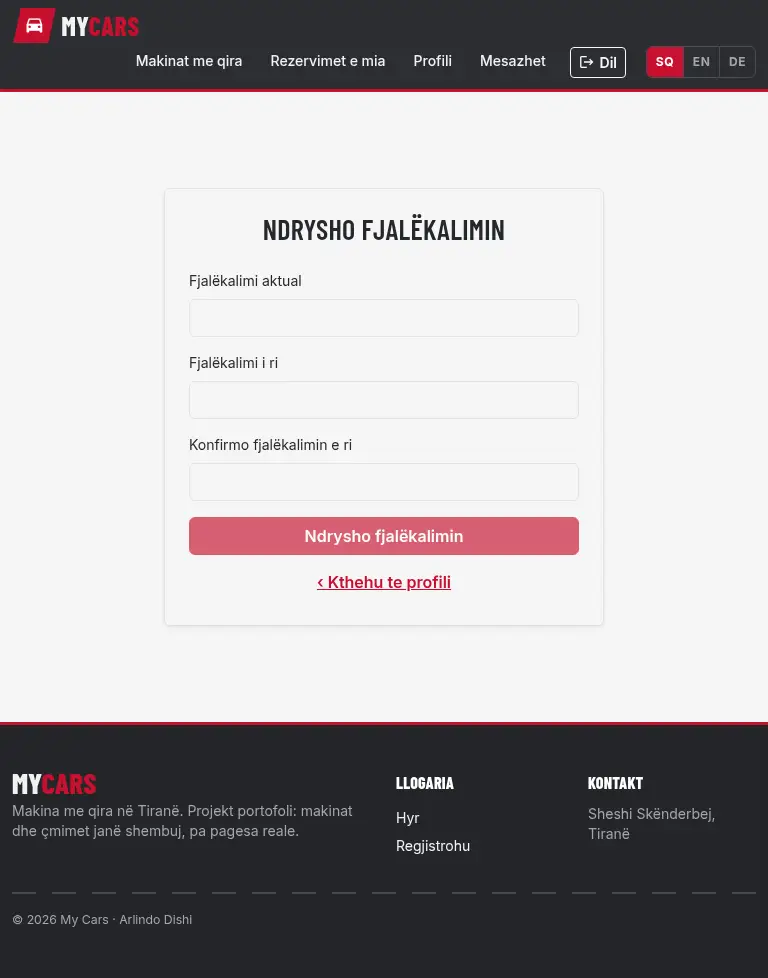 MYCARS
Makinat me qira
Rezervimet e mia
Profili
Mesazhet
Dil
SQ
EN
DE
NDRYSHO FJALËKALIMIN
Fjalëkalimi aktual
Fjalëkalimi i ri
Konfirmo fjalëkalimin e ri
Ndrysho fjalëkalimin
‹ Kthehu te profili
MYCARS
Makina me qira në Tiranë. Projekt portofoli: makinat
dhe çmimet janë shembuj, pa pagesa reale.
LLOGARIA
Hyr
Regjistrohu
KONTAKT
Sheshi Skënderbej,
Tiranë
© 2026 My Cars · Arlindo Dishi